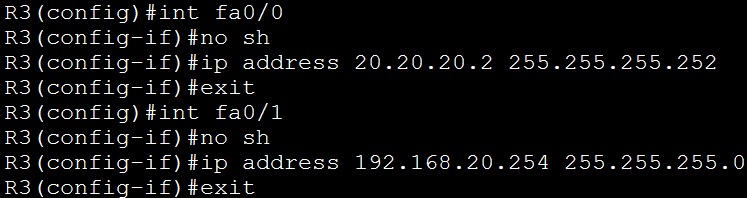 R3(config)#int fa0/0
R3(config-if)#no sh
R3(config-if)#ip address 20.20.20.2 255.255.255.252
R3(config-if)#exit
R3(config)#int fa0/1
R3(config-if)#no sh
R3(config-if)#ip address 192.168.20.254 255.255.255.0
R3(config-if)#exit